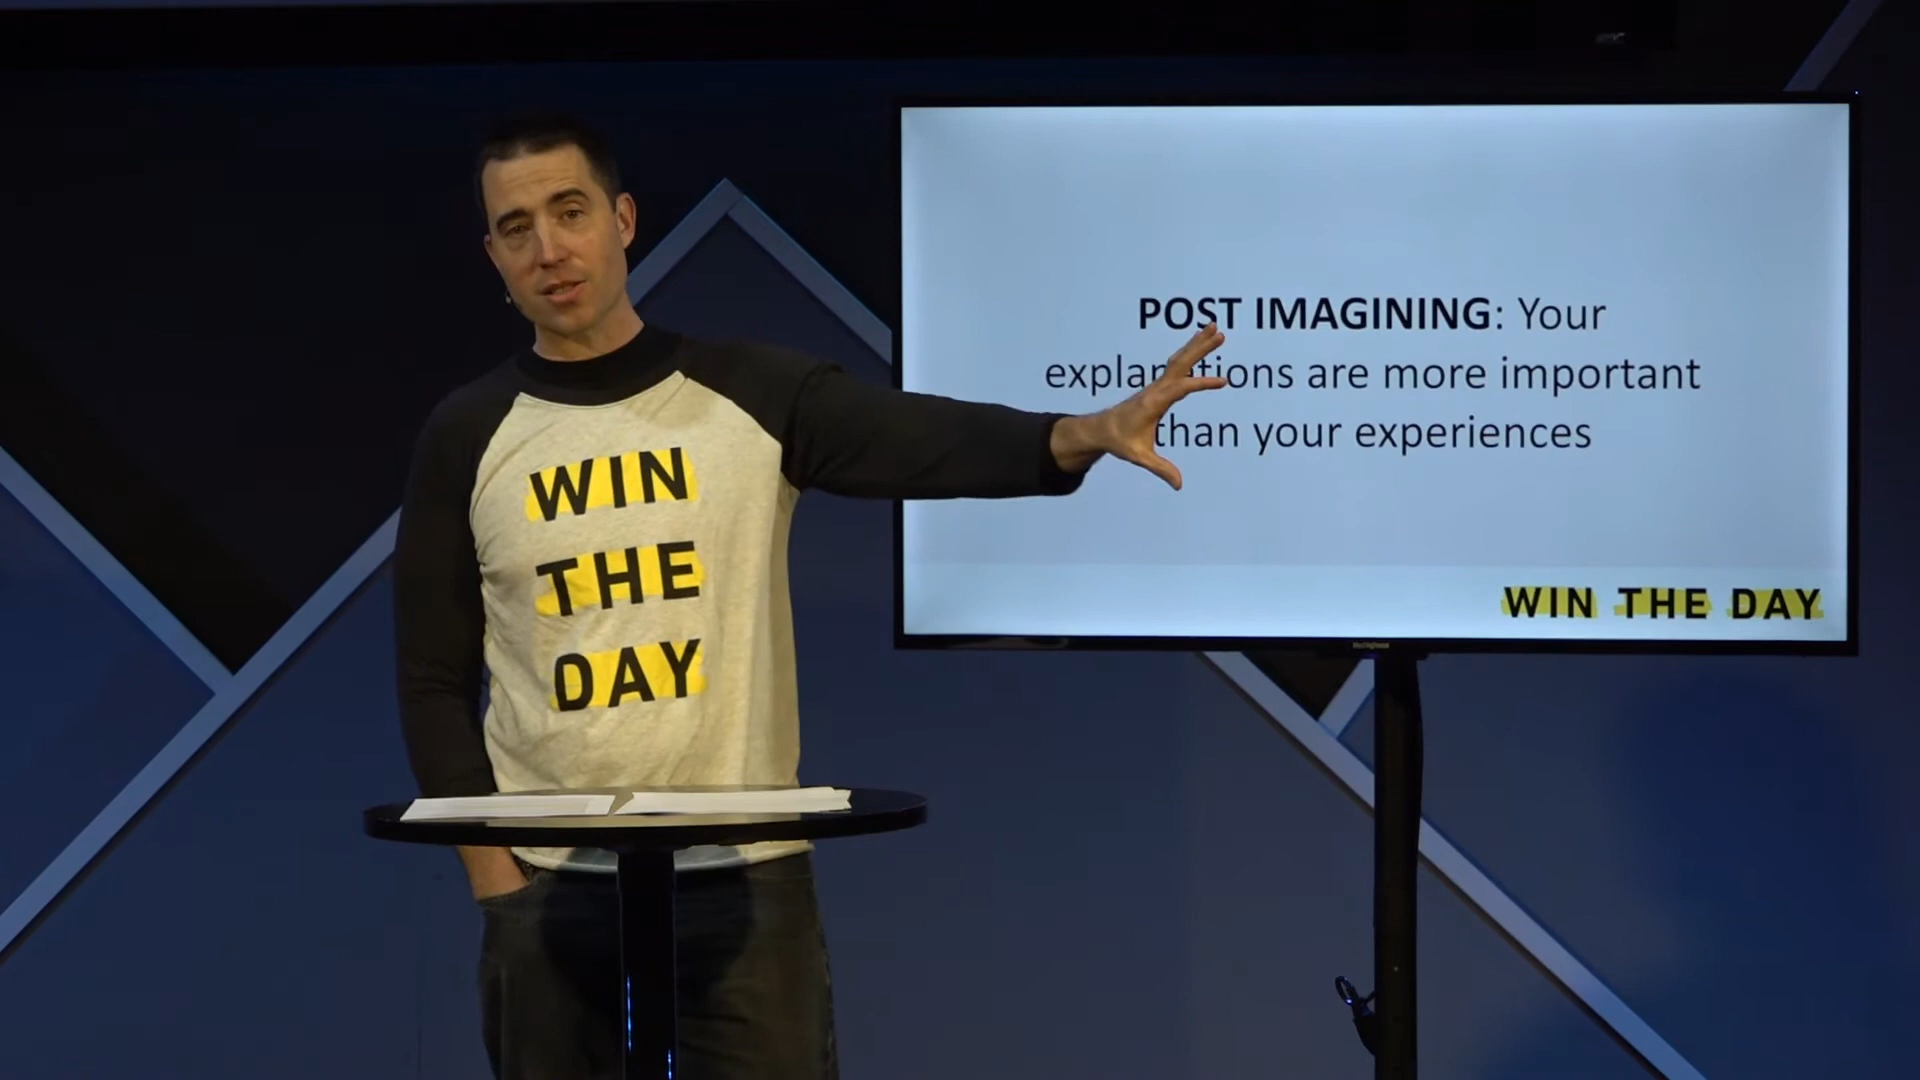 WIN
THE
DAY
POST IMAGINING: Your
explanations are more important
than your experiences
WIN THE DAY